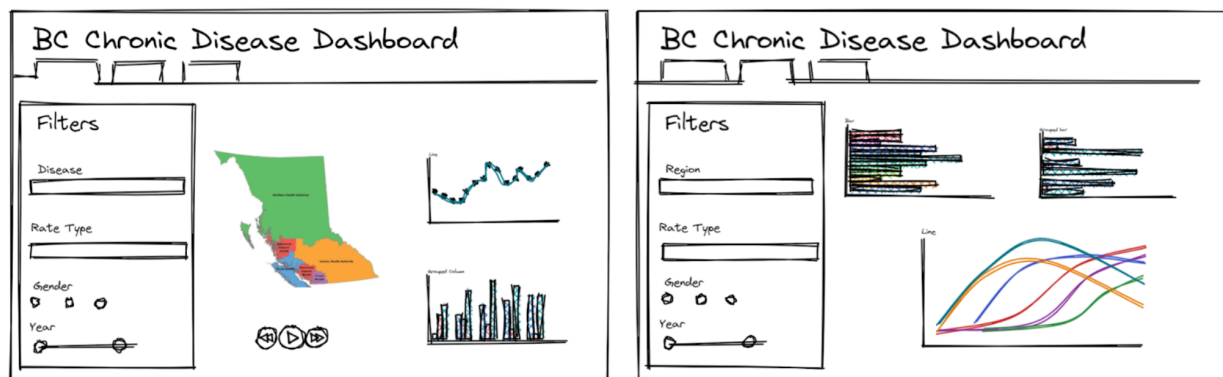 BC Chronic Disease Dashboard
Filters
Disease
Rate Type
Gender
Year
Line
Grouped Column
BC Chronic Disease Dashboard
Filters
Region
Rate Type
Gender
Year
Bar
Grouped bar
Line